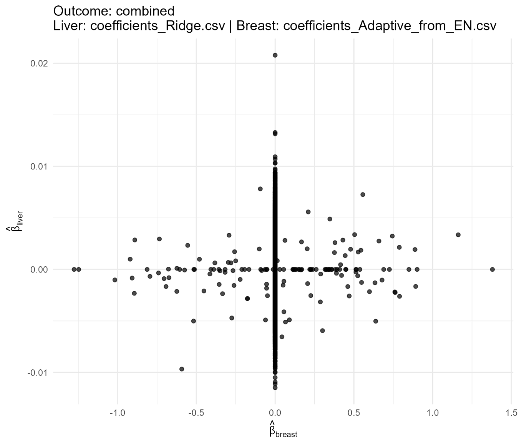 Outcome: combined
Liver: coefficients_Ridge.csv | Breast: coefficients_Adaptive_from_EN.csv
0.02
0.01
0.00
-0.01
β̂liver
-1.0
-0.5
0.0
0.5
1.0
1.5
β̂breast